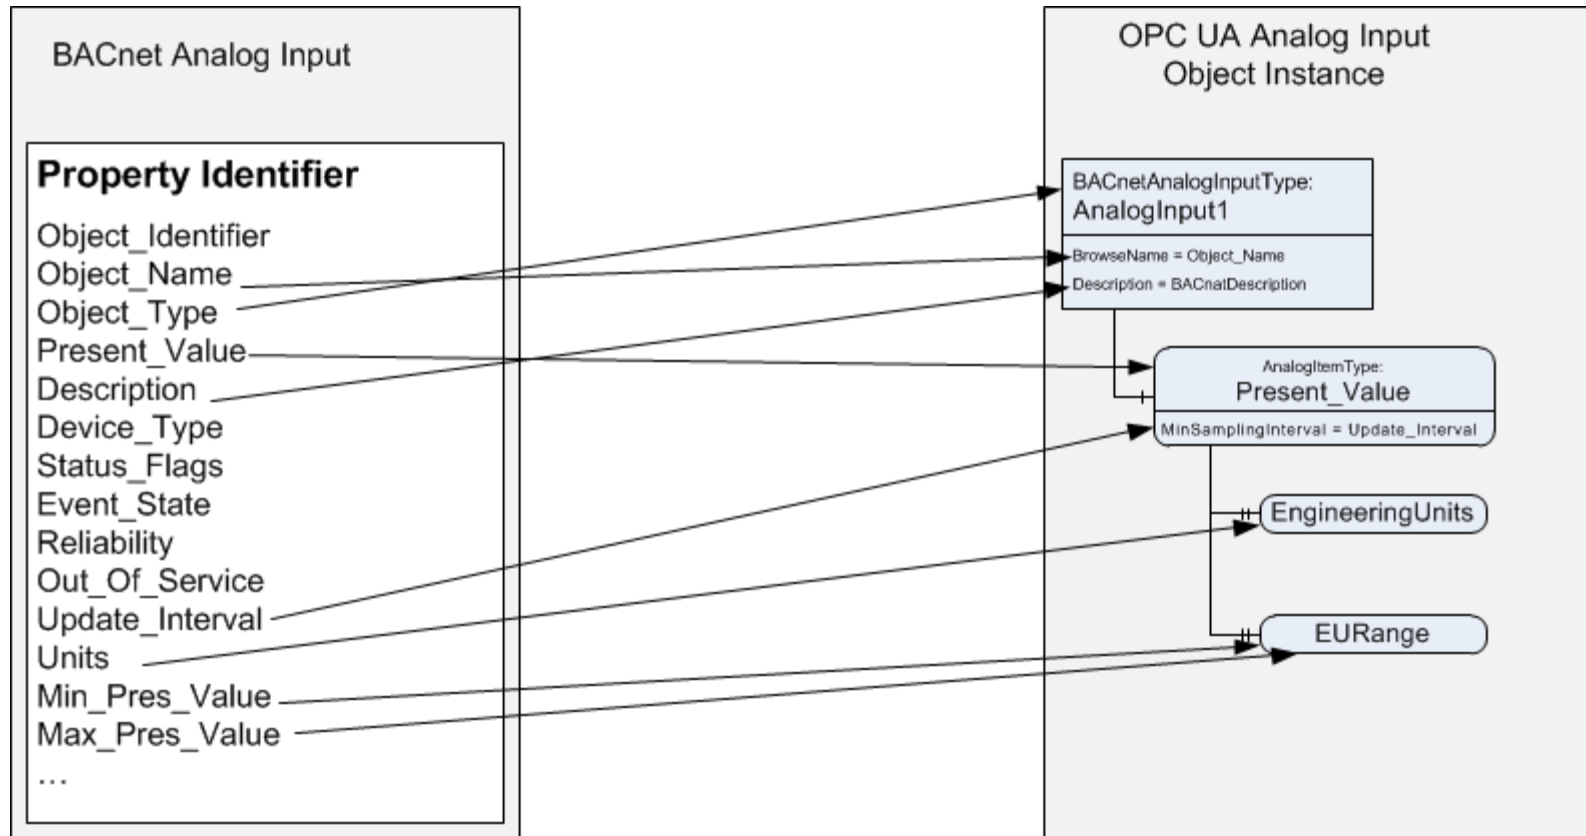 BACnet Analog Input
Property Identifier
Object_Identifier
Object_Name
Object_Type
Present_Value
Description
Device_Type
Status_Flags
Event_State
Reliability
Out_Of_Service
Update_Interval
Units
Min_Pres_Value
Max_Pres_Value
...
OPC UA Analog Input
Object Instance
BACnetAnalogInputType:
AnalogInput1
BrowseName = Object_Name
Description = BACnatDescription
AnalogItemType:
Present_Value
MinSamplingInterval = Update_Interval
EngineeringUnits
EURange